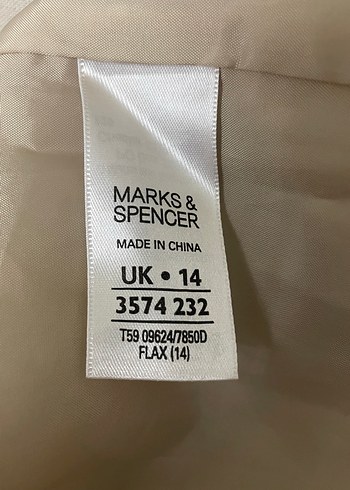 MARKS &
SPENCER
MADE IN CHINA
UK • 14
3574 232
T59 09624/7850D
FLAX (14)